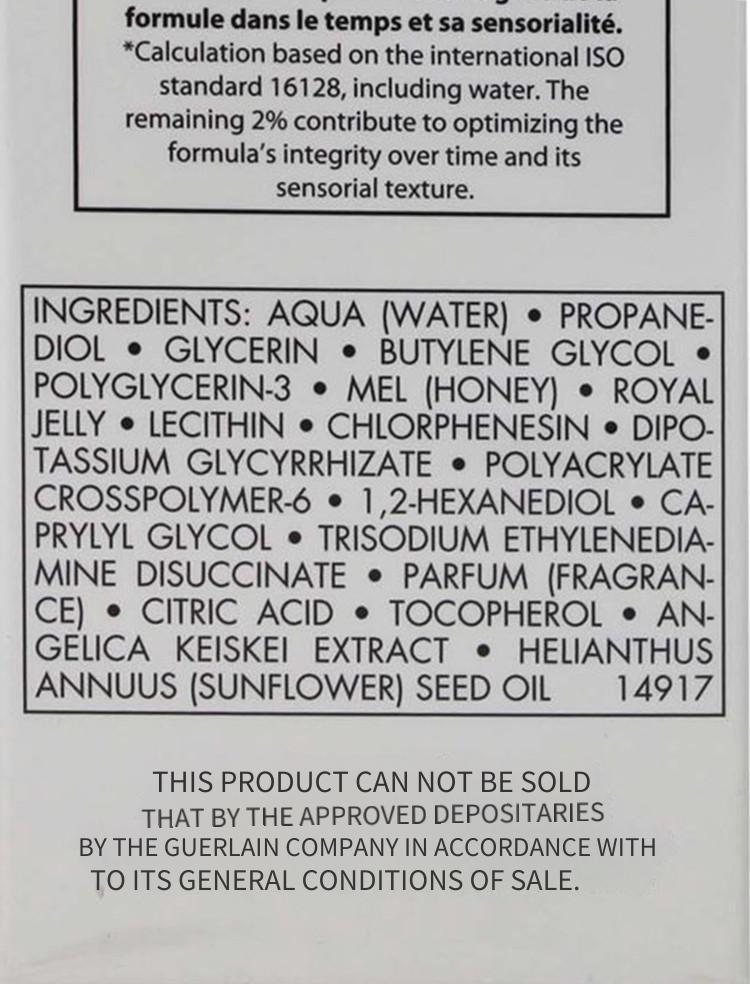 formule dans le temps et sa sensorialité.
*Calculation based on the international ISO
standard 16128, including water. The
remaining 2% contribute to optimizing the
formula's integrity over time and its
sensorial texture.
INGREDIENTS: AQUA (WATER) • PROPANE-
DIOL • GLYCERIN • BUTYLENE GLYCOL •
POLYGLYCERIN-3 • MEL (HONEY) • ROYAL
JELLY • LECITHIN • CHLORPHENESIN • DIPO-
TASSIUM GLYCYRRHIZATE • POLYACRYLATE
CROSSPOLYMER-6 • 1,2-HEXANEDIOL • CA-
PRYLYL GLYCOL • TRISODIUM ETHYLENEDIA-
MINE DISUCCINATE • PARFUM (FRAGRAN-
CE) • CITRIC ACID • TOCOPHEROL • AN-
GELICA KEISKEI EXTRACT • HELIANTHUS
ANNUUS (SUNFLOWER) SEED OIL 14917
THIS PRODUCT CAN NOT BE SOLD
THAT BY THE APPROVED DEPOSITARIES
BY THE GUERLAIN COMPANY IN ACCORDANCE WITH
TO ITS GENERAL CONDITIONS OF SALE.